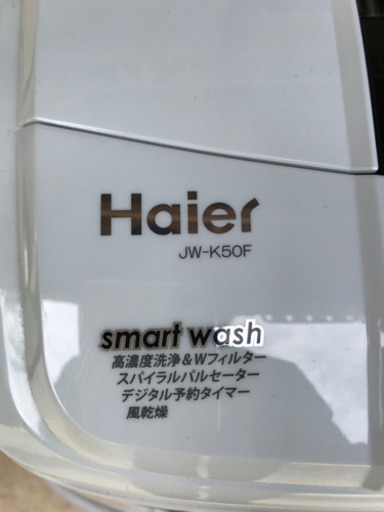 Haier
JW-K50F
smart wash
高濃度洗浄&Wフィルター
スパイラルパルセーター
デジタル予約タイマー
風乾燥